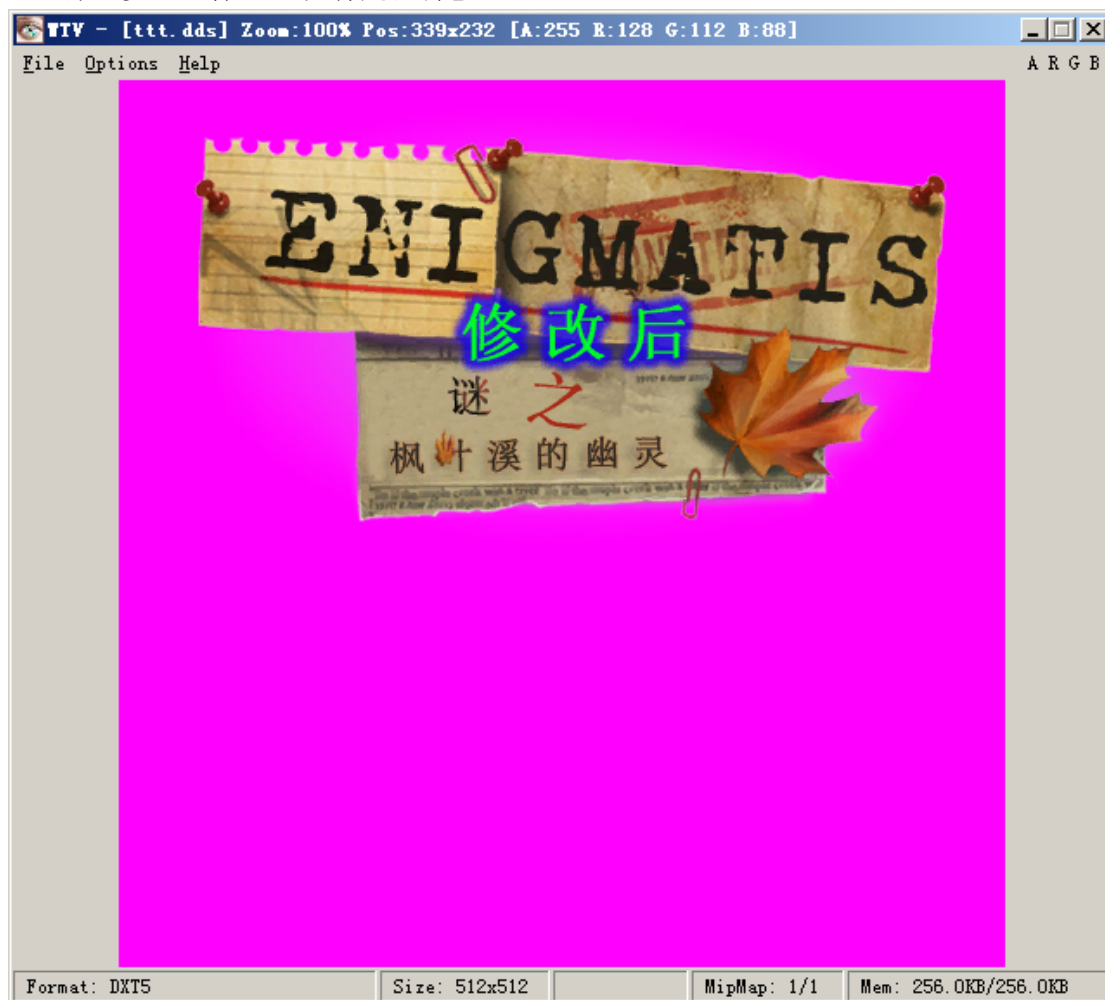 WTV - [ttt.dds] Zoom:100% Pos:339x232 [A:255 R:128 G:112 B:88]
File Options Help A R G B
ENIGMATIS
修改后
谜 之
枫叶溪的幽灵
Format: DXT5 Size: 512x512 MipMap: 1/1 Mem: 256.0KB/256.0KB